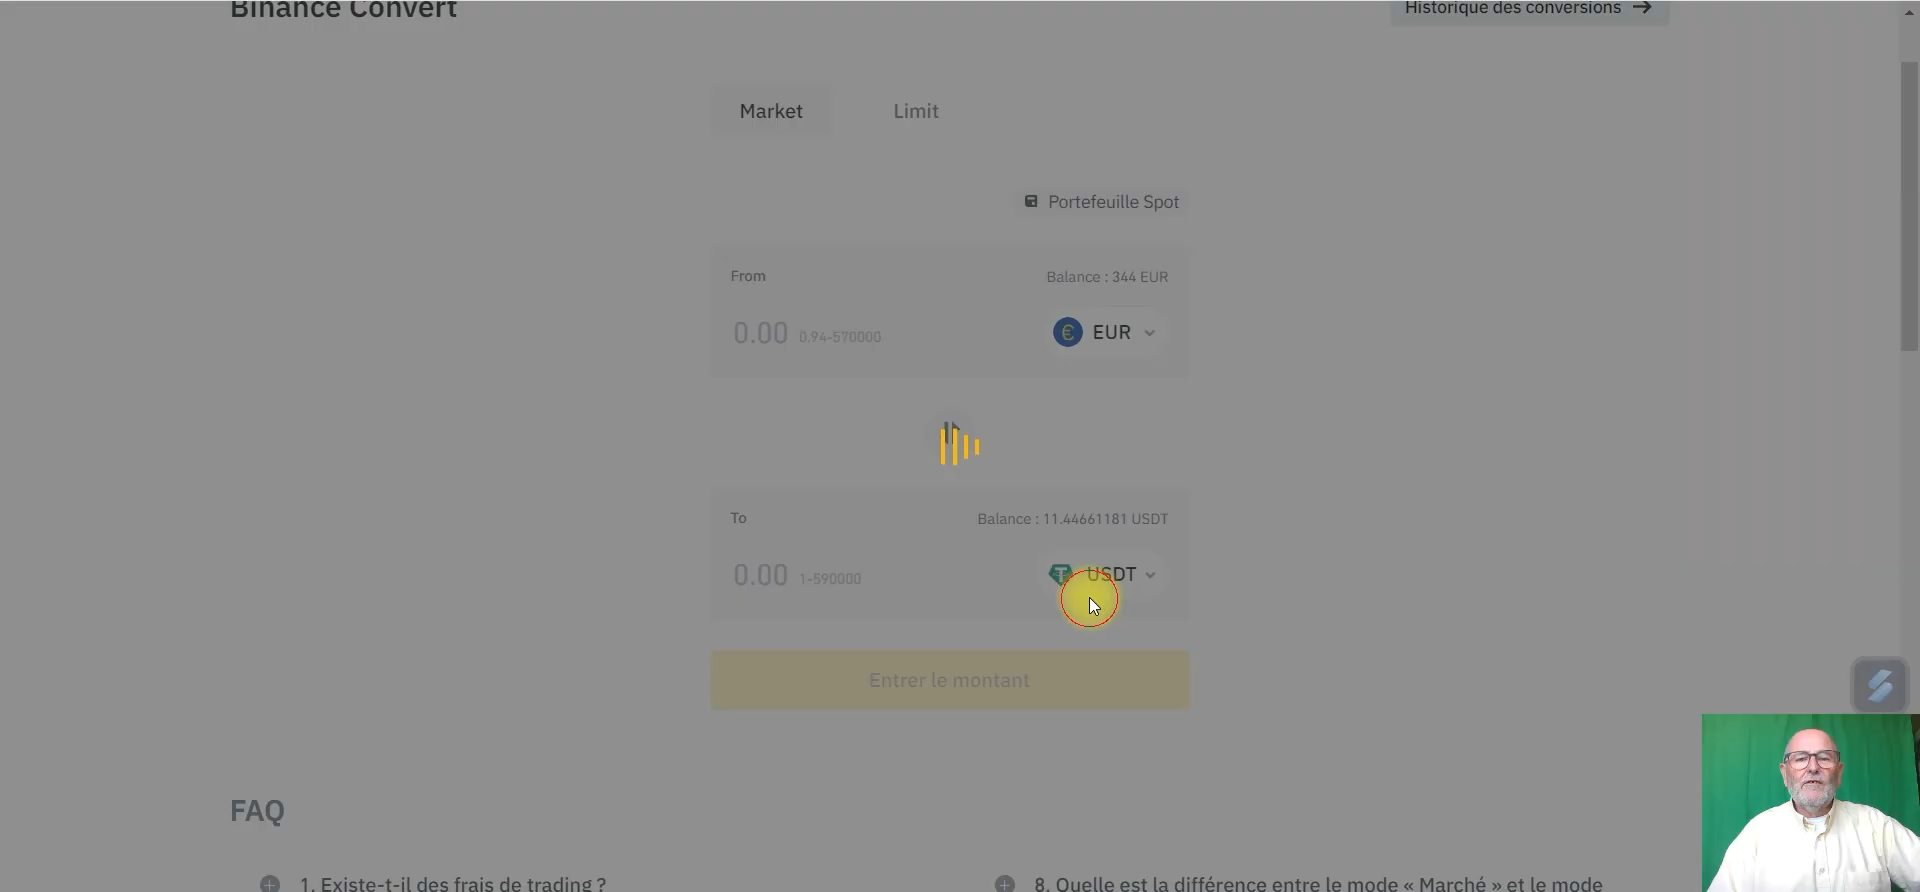 Binance Convert
Historique des conversions
Market
Limit
Portefeuille Spot
From
Balance : 344 EUR
0.00 0.94-570000
EUR
To
Balance : 11.44661181 USDT
0.00 1-590000
USDT
Entrer le montant
FAQ
1. Existe-t-il des frais de trading ?
8. Quelle est la différence entre le mode « Marché » et le mode